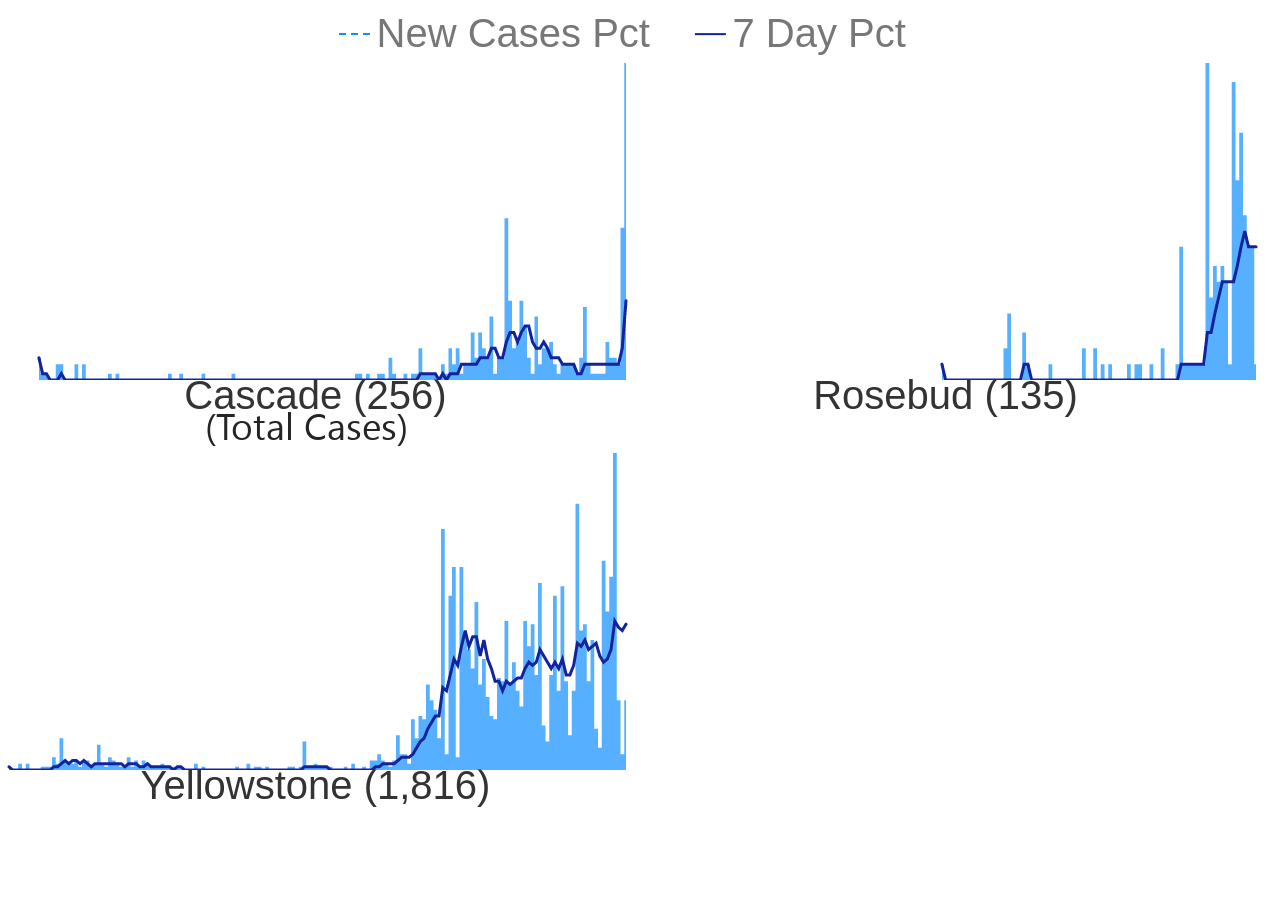 New Cases Pct 7 Day Pct
Cascade (256)
(Total Cases)
Rosebud (135)
Yellowstone (1,816)